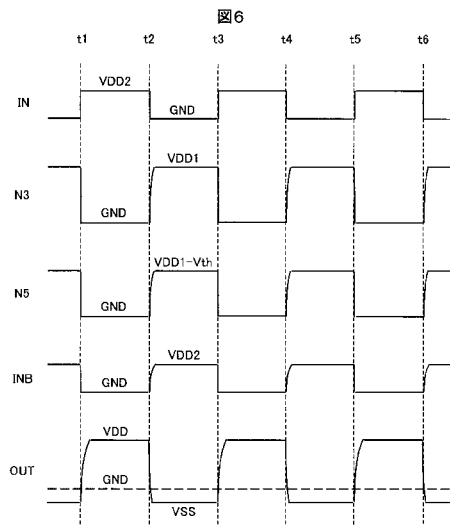 図6
t1 t2 t3 t4 t5 t6
VDD2
IN
GND
VDD1
N3
GND
VDD1-Vth
N5
GND
VDD2
INB
GND
VDD
OUT
GND
VSS